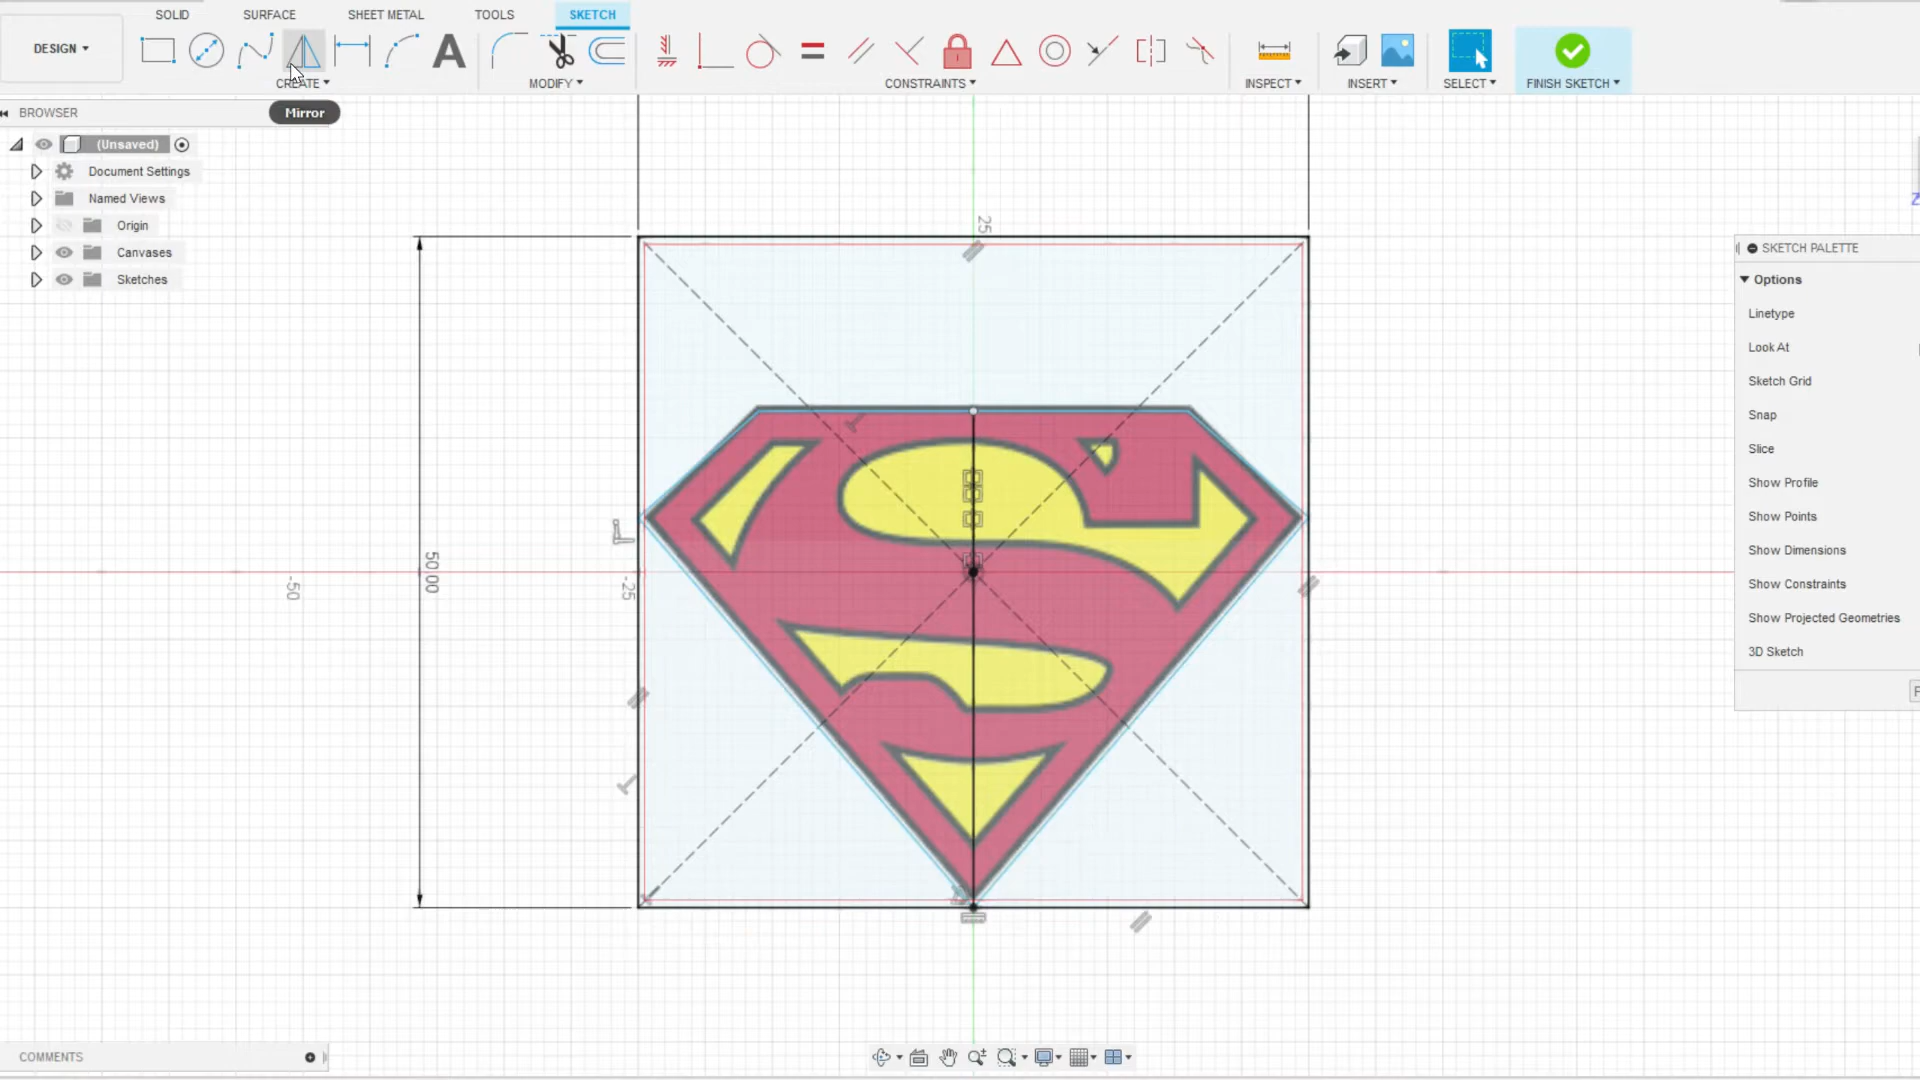 SOLID
SURFACE
SHEET METAL
TOOLS
SKETCH
DESIGN
A
CREATE
MODIFY
CONSTRAINTS
INSPECT
INSERT
SELECT
FINISH SKETCH
BROWSER
Mirror
(Unsaved)
Document Settings
Named Views
Origin
Canvases
Sketches
25
50.00
-50
-25
Z
SKETCH PALETTE
Options
Linetype
Look At
Sketch Grid
Snap
Slice
Show Profile
Show Points
Show Dimensions
Show Constraints
Show Projected Geometries
3D Sketch
F
COMMENTS